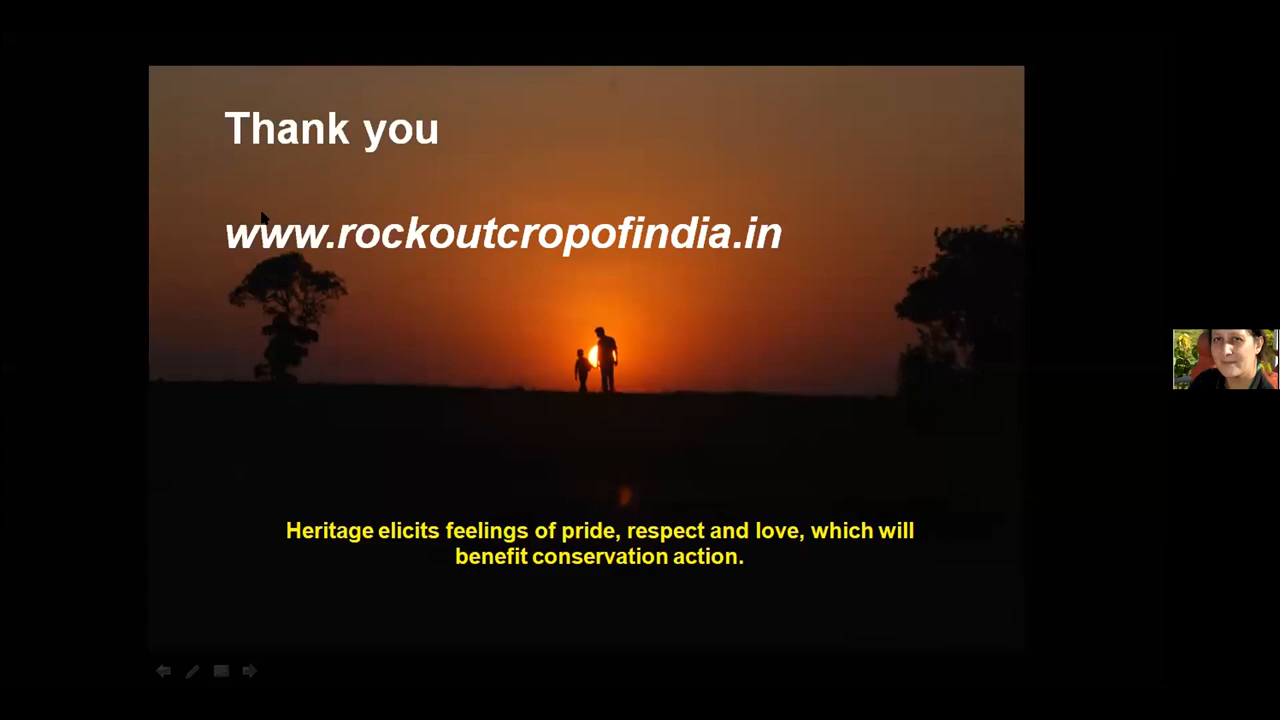 Thank you
www.rockoutcropofindia.in
Heritage elicits feelings of pride, respect and love, which will
benefit conservation action.